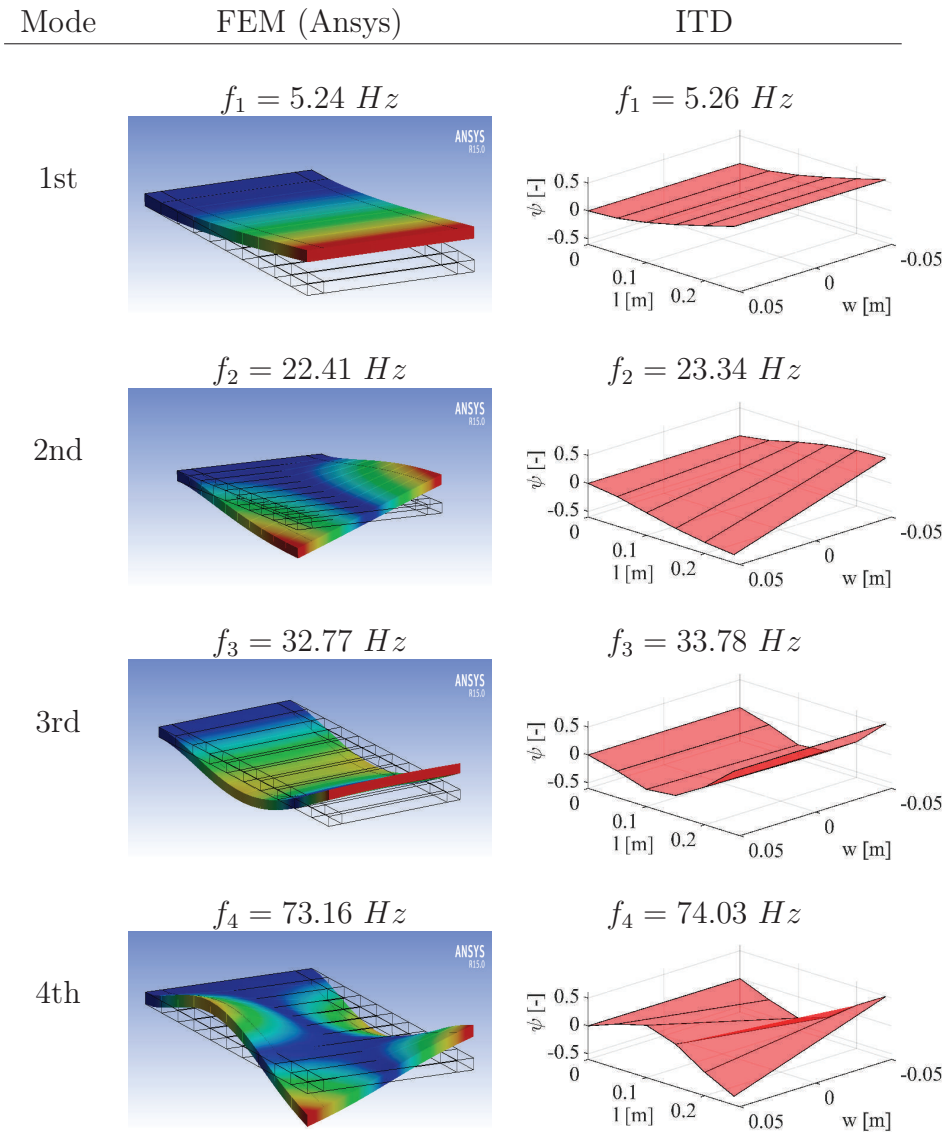 Mode FEM (Ansys) ITD
f₁ = 5.24 Hz f₁ = 5.26 Hz
1st
ANSYS
R15.0
ψ [-]
0.5
0
-0.5
0
0.1
0.2
l [m]
0.05
0
-0.05
w [m]
f₂ = 22.41 Hz f₂ = 23.34 Hz
2nd
ANSYS
R15.0
ψ [-]
0.5
0
-0.5
0
0.1
0.2
l [m]
0.05
0
-0.05
w [m]
f₃ = 32.77 Hz f₃ = 33.78 Hz
3rd
ANSYS
R15.0
ψ [-]
0.5
0
-0.5
0
0.1
0.2
l [m]
0.05
0
-0.05
w [m]
f₄ = 73.16 Hz f₄ = 74.03 Hz
4th
ANSYS
R15.0
ψ [-]
0.5
0
-0.5
0
0.1
0.2
l [m]
0.05
0
-0.05
w [m]